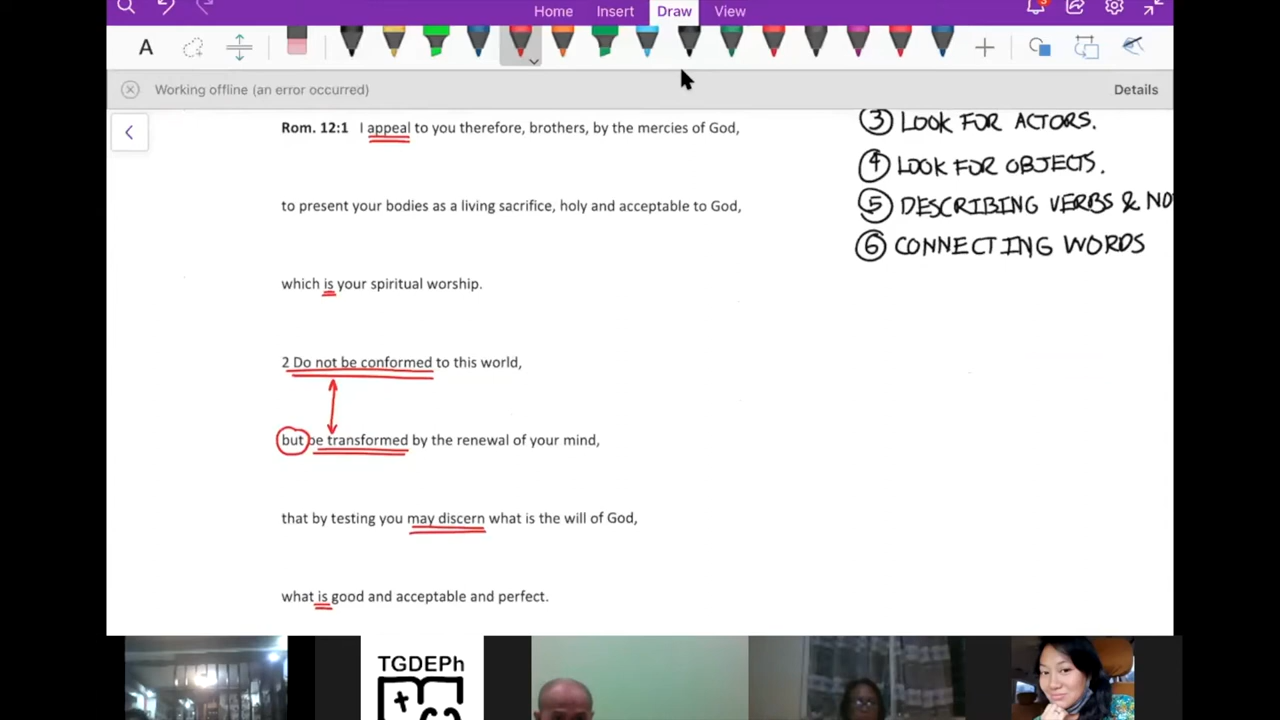 Home Insert Draw View
A
Working offline (an error occurred) Details
Rom. 12:1 I appeal to you therefore, brothers, by the mercies of God,
to present your bodies as a living sacrifice, holy and acceptable to God,
which is your spiritual worship.
2 Do not be conformed to this world,
but be transformed by the renewal of your mind,
that by testing you may discern what is the will of God,
what is good and acceptable and perfect.
③ LOOK FOR ACTORS.
④ LOOK FOR OBJECTS.
⑤ DESCRIBING VERBS & NO
⑥ CONNECTING WORDS
TGDEPh